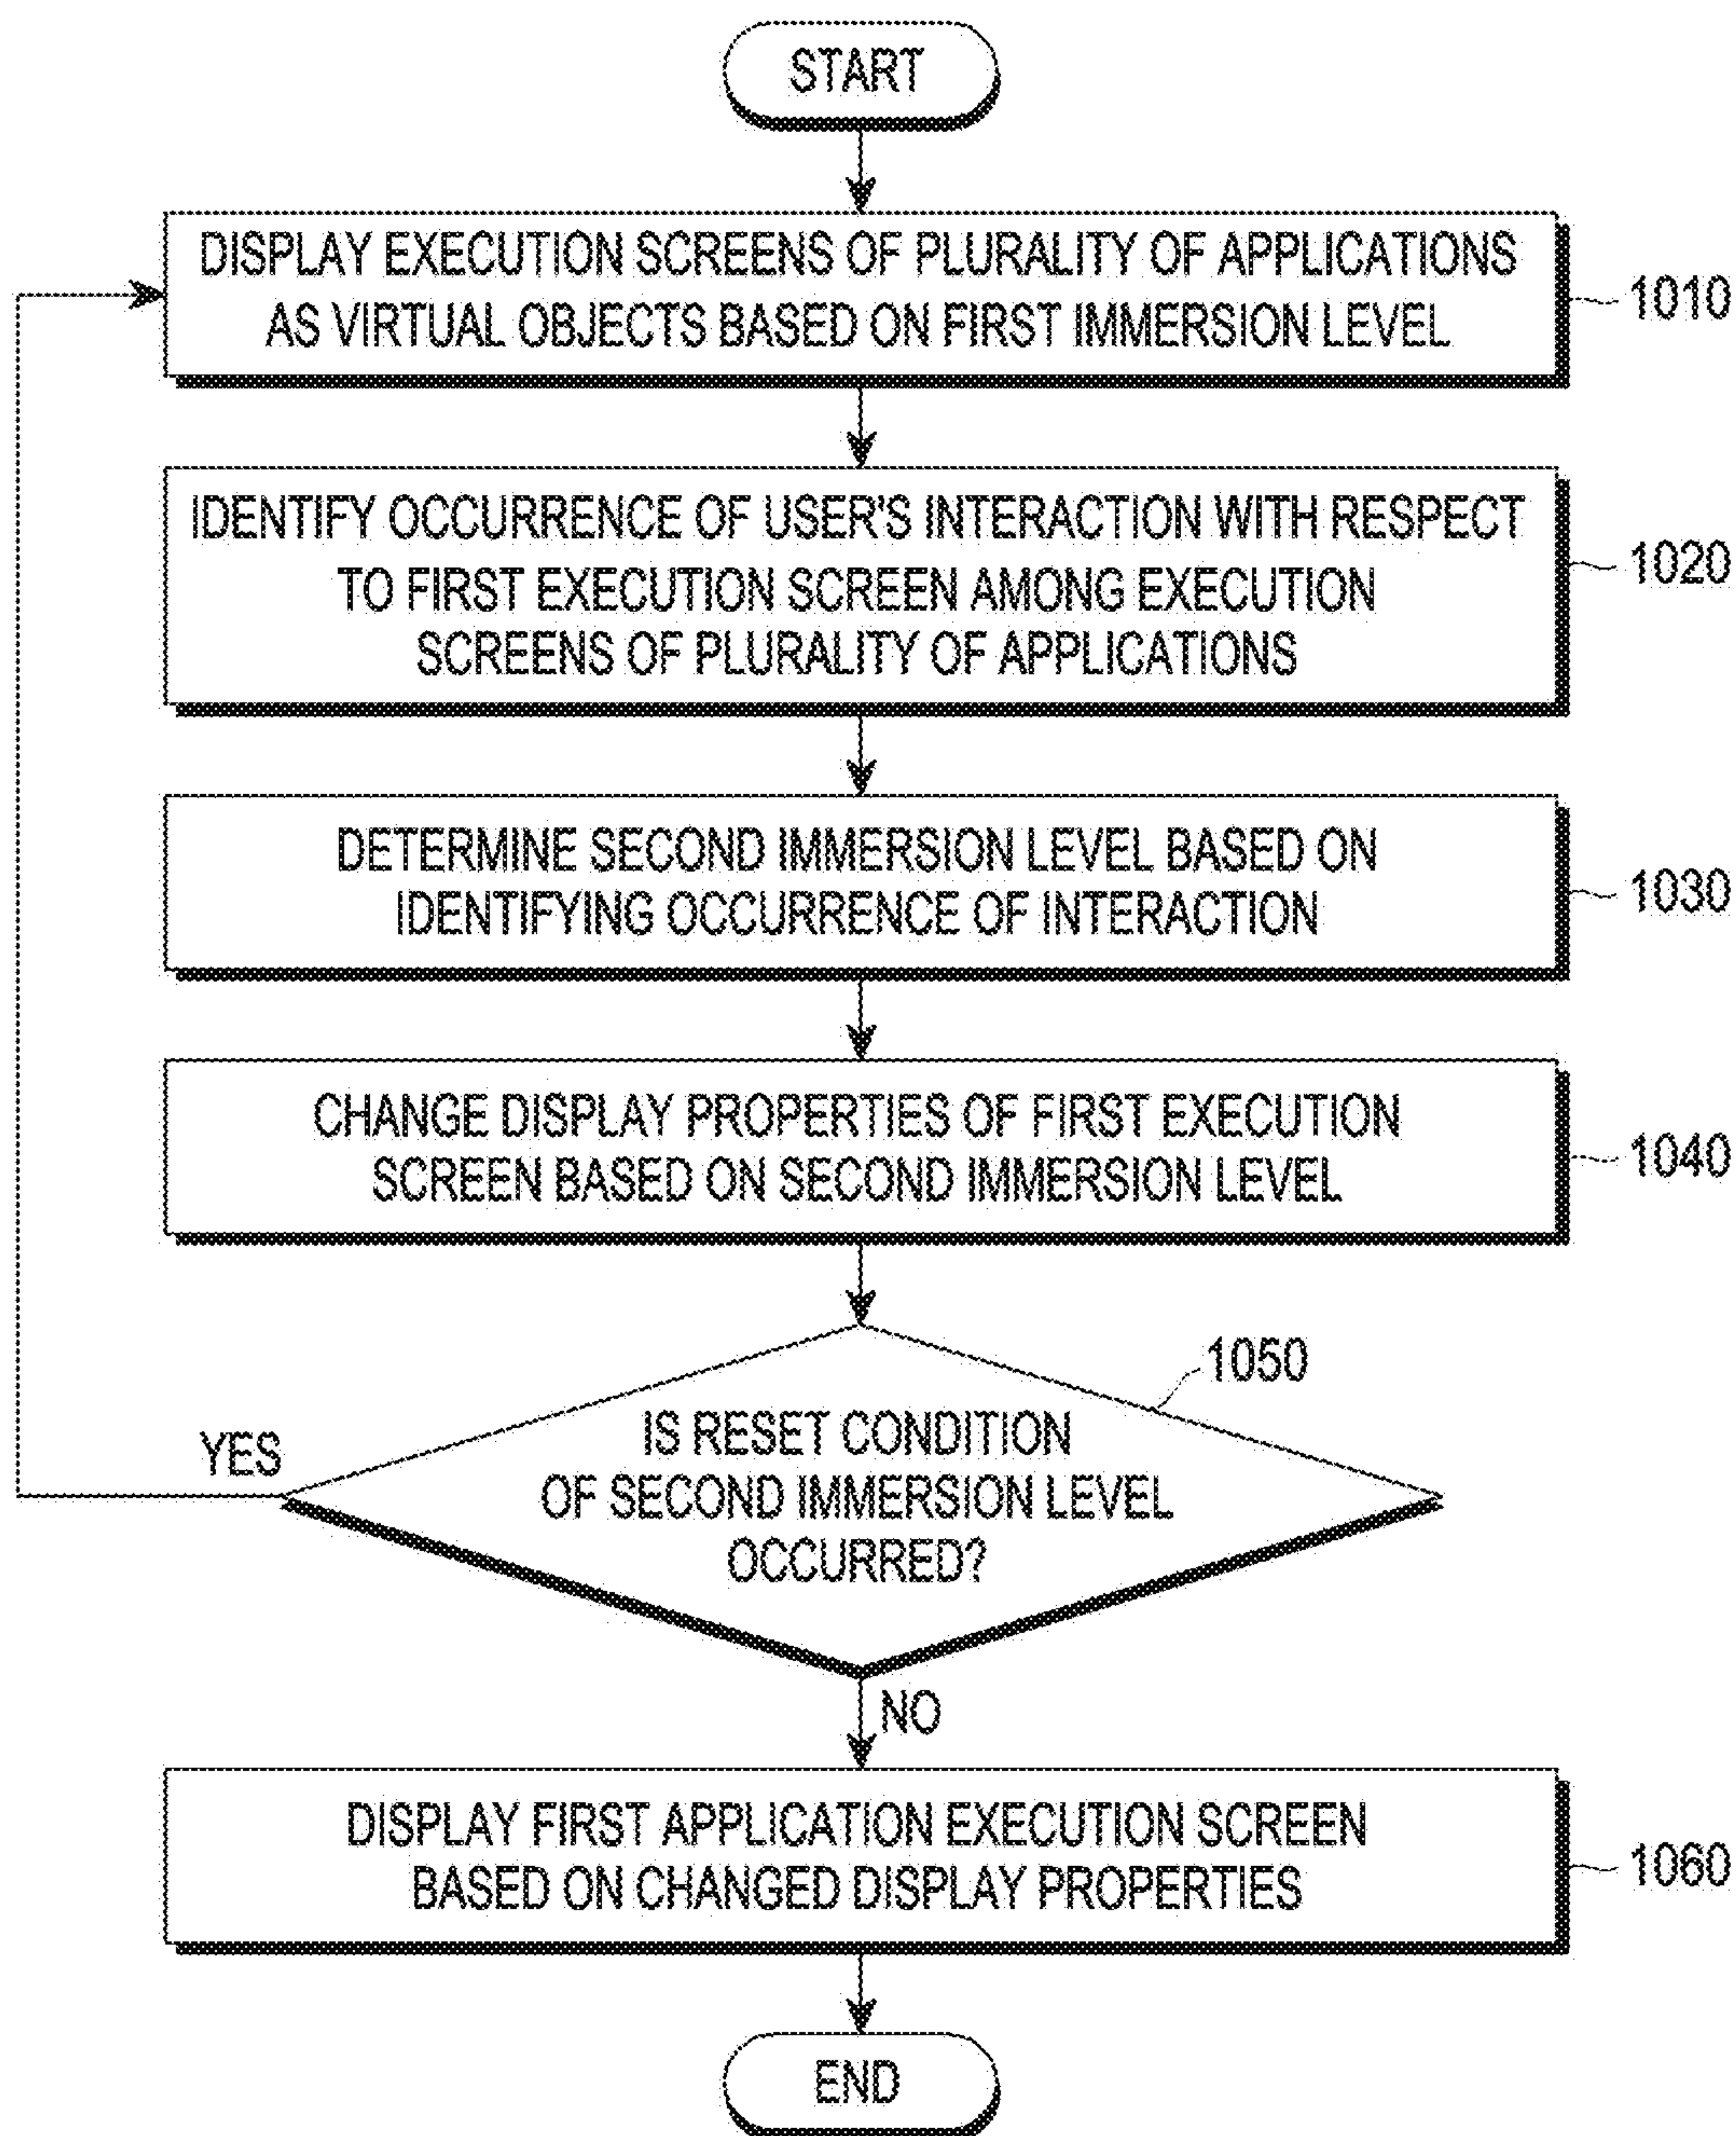 START
DISPLAY EXECUTION SCREENS OF PLURALITY OF APPLICATIONS
AS VIRTUAL OBJECTS BASED ON FIRST IMMERSION LEVEL
1010
IDENTIFY OCCURRENCE OF USER'S INTERACTION WITH RESPECT
TO FIRST EXECUTION SCREEN AMONG EXECUTION
SCREENS OF PLURALITY OF APPLICATIONS
1020
DETERMINE SECOND IMMERSION LEVEL BASED ON
IDENTIFYING OCCURRENCE OF INTERACTION
1030
CHANGE DISPLAY PROPERTIES OF FIRST EXECUTION
SCREEN BASED ON SECOND IMMERSION LEVEL
1040
1050
IS RESET CONDITION
OF SECOND IMMERSION LEVEL
OCCURRED?
YES
NO
DISPLAY FIRST APPLICATION EXECUTION SCREEN
BASED ON CHANGED DISPLAY PROPERTIES
1060
END